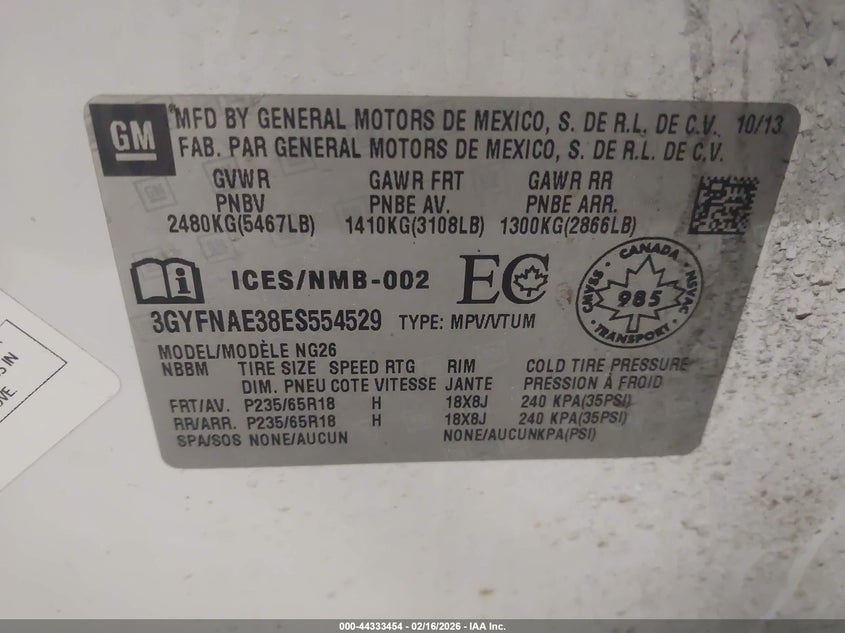 GM
MFD BY GENERAL MOTORS DE MEXICO, S. DE R.L. DE C.V. 10/13
FAB. PAR GENERAL MOTORS DE MEXICO, S. DE R.L. DE C.V.
GVWR GAWR FRT GAWR RR
PNBV PNBE AV. PNBE ARR.
2480KG(5467LB) 1410KG(3108LB) 1300KG(2866LB)
i ICES/NMB-002 EC
CANADA
CMVSS 985 NSVAC
TRANSPORT
3GYFNAE38ES554529 TYPE: MPV/VTUM
MODEL/MODÈLE NG26
NBBM TIRE SIZE SPEED RTG RIM COLD TIRE PRESSURE
DIM. PNEU COTE VITESSE JANTE PRESSION À FROID
FRT/AV. P235/65R18 H 18X8J 240 KPA(35PSI)
RR/ARR. P235/65R18 H 18X8J 240 KPA(35PSI)
SPA/SOS NONE/AUCUN NONE/AUCUNKPA(PSI)
IN
OVE
000-44333454 - 02/16/2026 - IAA Inc.